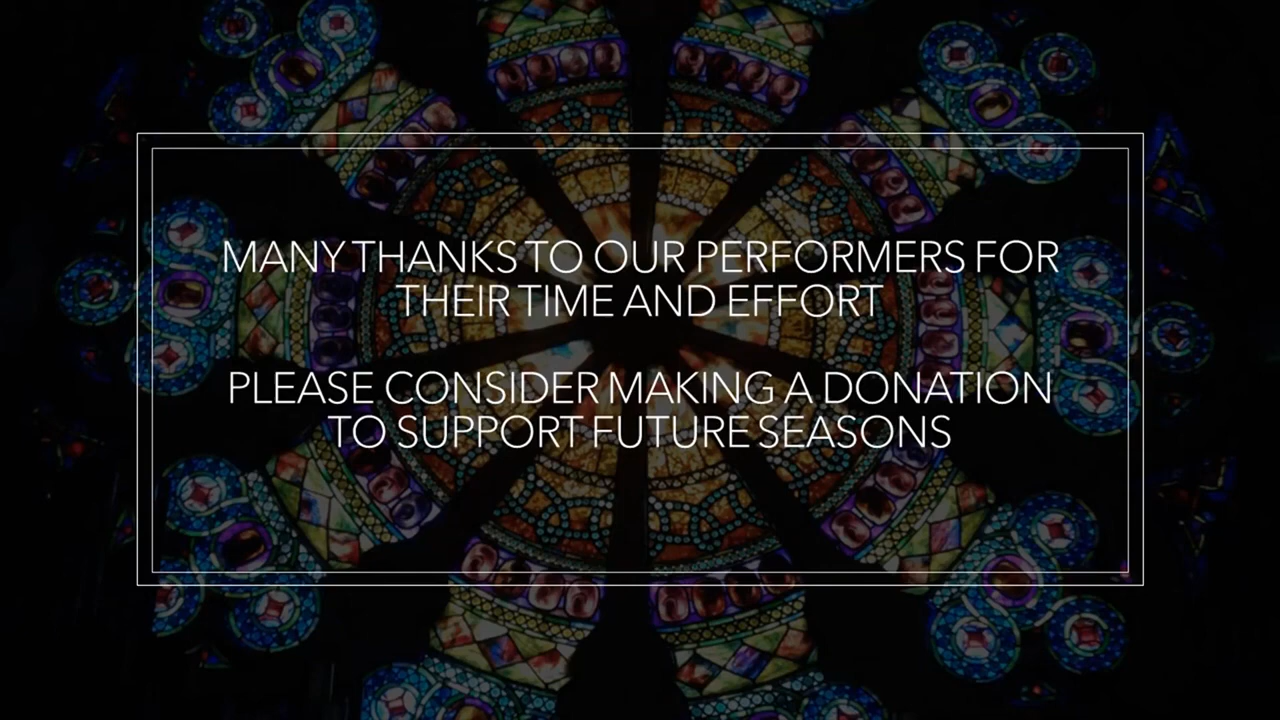 MANY THANKS TO OUR PERFORMERS FOR
THEIR TIME AND EFFORT
PLEASE CONSIDER MAKING A DONATION
TO SUPPORT FUTURE SEASONS